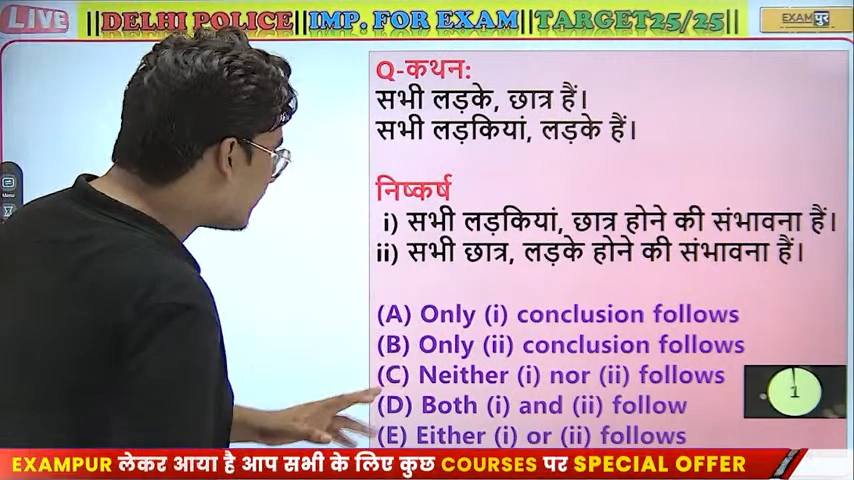 LIVE
||DELHI POLICE||IMP. FOR EXAM||TARGET25/25||
EXAMपुर
Q-कथन:
सभी लड़के, छात्र हैं।
सभी लड़कियां, लड़के हैं।
निष्कर्ष
i) सभी लड़कियां, छात्र होने की संभावना हैं।
ii) सभी छात्र, लड़के होने की संभावना हैं।
(A) Only (i) conclusion follows
(B) Only (ii) conclusion follows
(C) Neither (i) nor (ii) follows
(D) Both (i) and (ii) follow
(E) Either (i) or (ii) follows
1
EXAMPUR लेकर आया है आप सभी के लिए कुछ COURSES पर SPECIAL OFFER